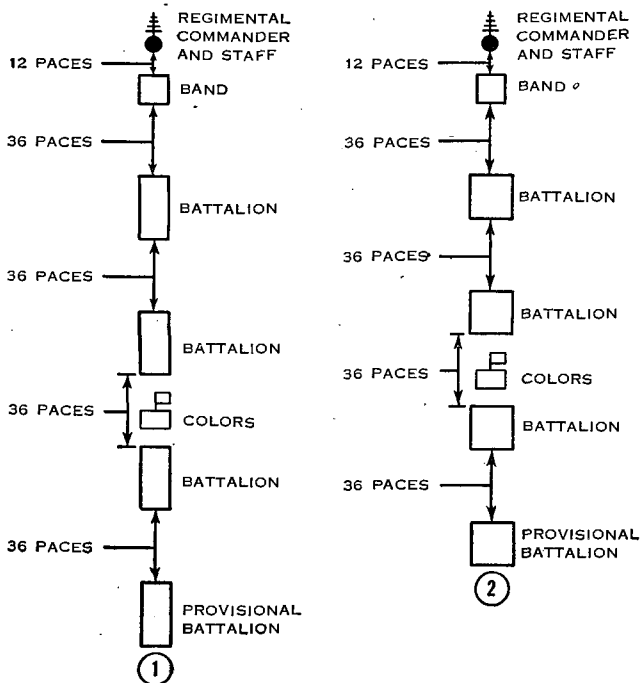 REGIMENTAL
COMMANDER
AND STAFF
12 PACES
BAND
36 PACES
BATTALION
36 PACES
BATTALION
36 PACES
COLORS
BATTALION
36 PACES
PROVISIONAL
BATTALION
1
REGIMENTAL
COMMANDER
AND STAFF
12 PACES
BAND
36 PACES
BATTALION
36 PACES
BATTALION
36 PACES
COLORS
BATTALION
36 PACES
PROVISIONAL
BATTALION
2